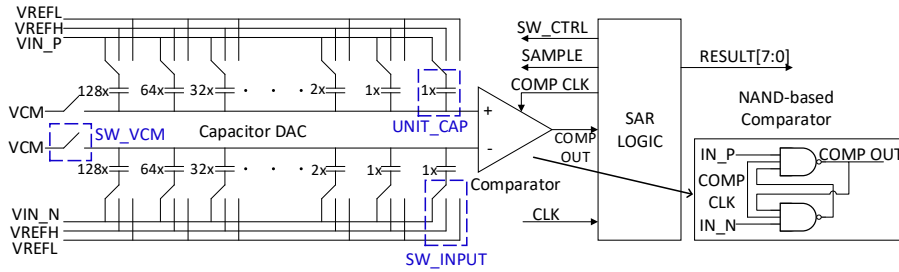 VREFL
VREFH
VIN_P
SW_CTRL
SAMPLE
RESULT[7:0]
128x 64x 32x · · · 2x 1x 1x
COMP CLK
NAND-based
Comparator
VCM
+
UNIT_CAP
SW_VCM
Capacitor DAC
SAR
LOGIC
VCM
-
COMP
OUT
IN_P
COMP OUT
COMP
CLK
IN_N
128x 64x 32x · · · 2x 1x 1x
Comparator
VIN_N
VREFH
VREFL
CLK
SW_INPUT